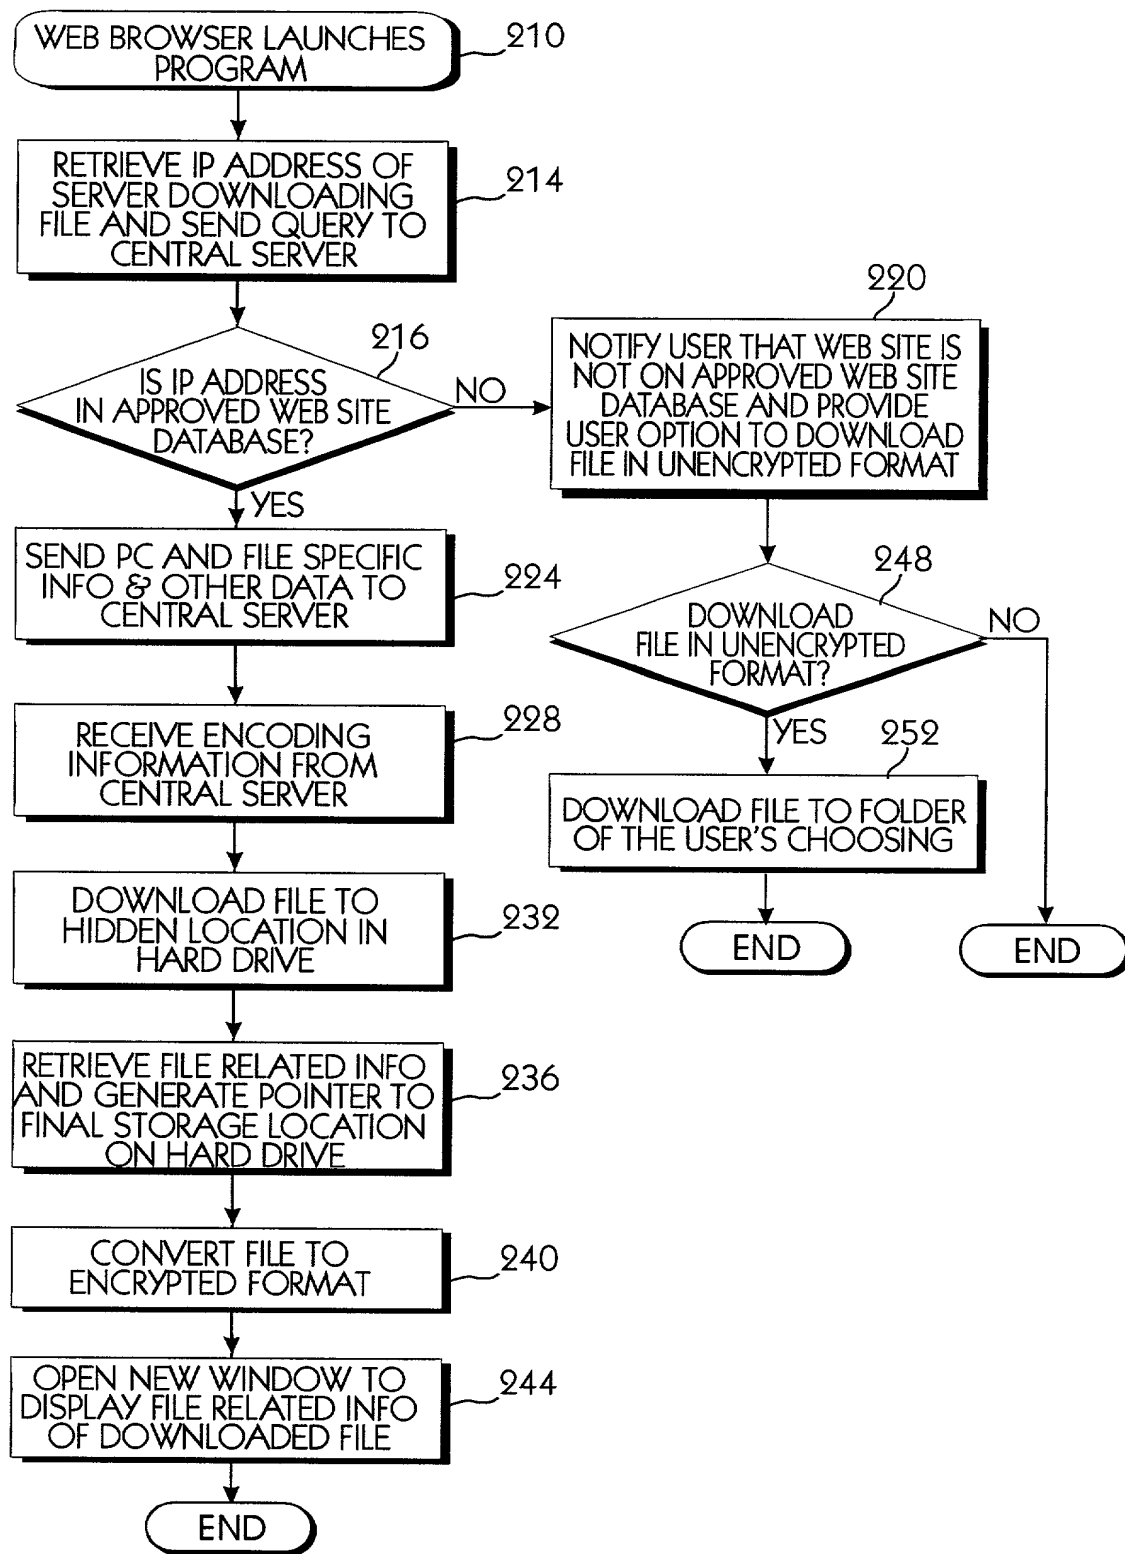 WEB BROWSER LAUNCHES
PROGRAM
210
RETRIEVE IP ADDRESS OF
SERVER DOWNLOADING
FILE AND SEND QUERY TO
CENTRAL SERVER
214
IS IP ADDRESS
IN APPROVED WEB SITE
DATABASE?
216
NO
YES
220
NOTIFY USER THAT WEB SITE IS
NOT ON APPROVED WEB SITE
DATABASE AND PROVIDE
USER OPTION TO DOWNLOAD
FILE IN UNENCRYPTED FORMAT
SEND PC AND FILE SPECIFIC
INFO & OTHER DATA TO
CENTRAL SERVER
224
248
DOWNLOAD
FILE IN UNENCRYPTED
FORMAT?
NO
YES
RECEIVE ENCODING
INFORMATION FROM
CENTRAL SERVER
228
252
DOWNLOAD FILE TO FOLDER
OF THE USER'S CHOOSING
END
END
DOWNLOAD FILE TO
HIDDEN LOCATION IN
HARD DRIVE
232
RETRIEVE FILE RELATED INFO
AND GENERATE POINTER TO
FINAL STORAGE LOCATION
ON HARD DRIVE
236
CONVERT FILE TO
ENCRYPTED FORMAT
240
OPEN NEW WINDOW TO
DISPLAY FILE RELATED INFO
OF DOWNLOADED FILE
244
END